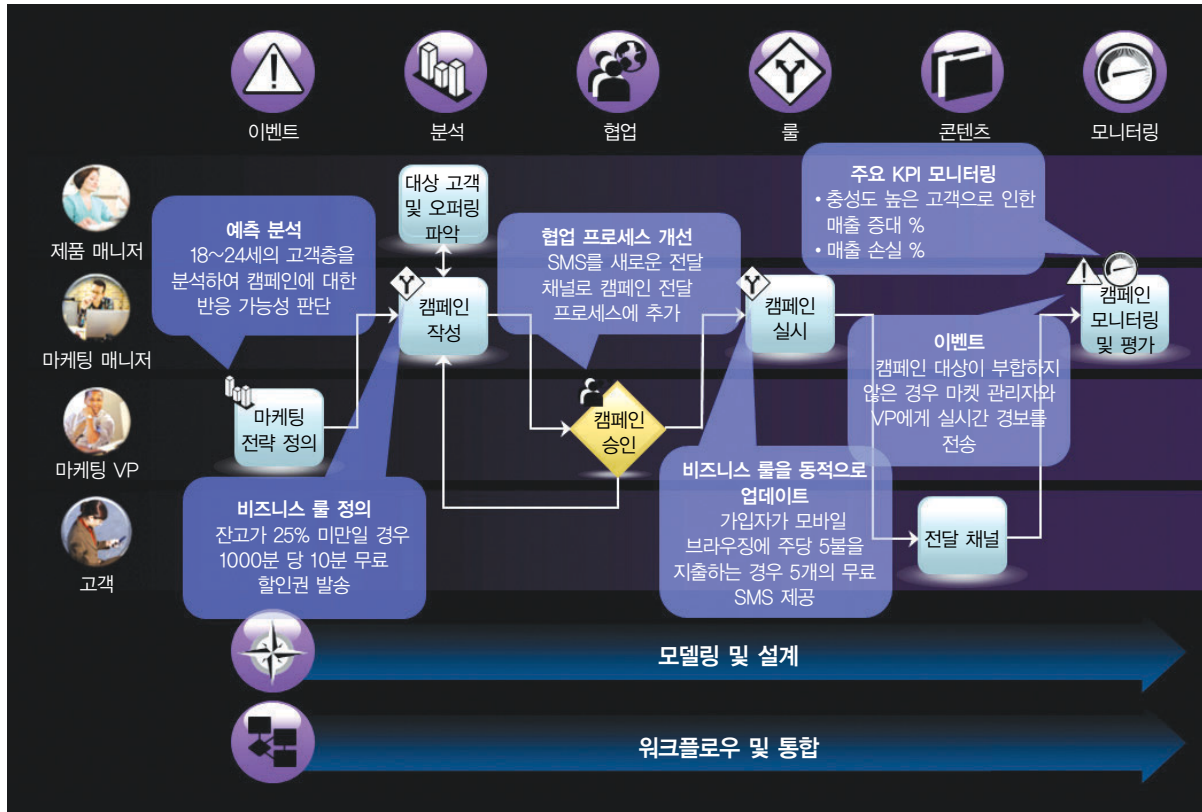 이벤트
분석
협업
룰
콘텐츠
모니터링
제품 매니저
마케팅 매니저
마케팅 VP
고객
예측 분석
18~24세의 고객층을
분석하여 캠페인에 대한
반응 가능성 판단
대상 고객
및 오퍼링
파악
협업 프로세스 개선
SMS를 새로운 전달
채널로 캠페인 전달
프로세스에 추가
주요 KPI 모니터링
• 충성도 높은 고객으로 인한
매출 증대 %
• 매출 손실 %
캠페인
작성
캠페인
실시
캠페인
모니터링
및 평가
이벤트
캠페인 대상이 부합하지
않은 경우 마켓 관리자와
VP에게 실시간 경보를
전송
마케팅
전략 정의
캠페인
승인
비즈니스 룰 정의
잔고가 25% 미만일 경우
1000분 당 10분 무료
할인권 발송
비즈니스 룰을 동적으로
업데이트
가입자가 모바일
브라우징에 주당 5불을
지출하는 경우 5개의 무료
SMS 제공
전달 채널
모델링 및 설계
워크플로우 및 통합